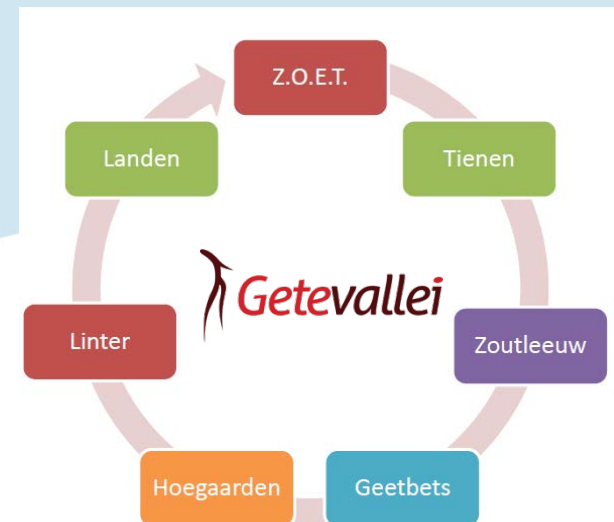 Z.O.E.T.
Landen
Tienen
Getevallei
Linter
Zoutleeuw
Hoegaarden
Geetbets